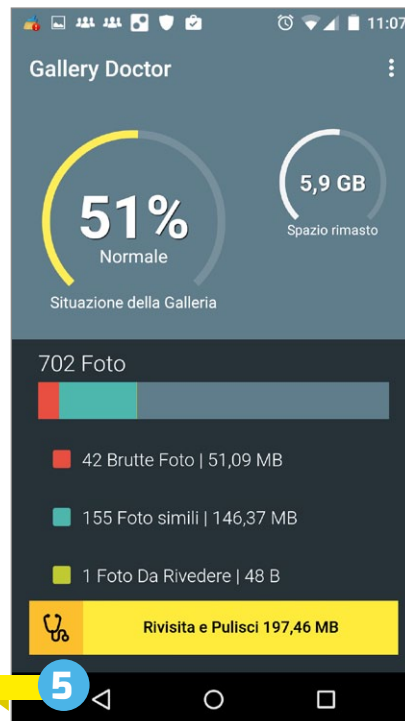 11:07
Gallery Doctor
51%
Normale
Situazione della Galleria
5,9 GB
Spazio rimasto
702 Foto
42 Brutte Foto | 51,09 MB
155 Foto simili | 146,37 MB
1 Foto Da Rivedere | 48 B
Rivisita e Pulisci 197,46 MB
5